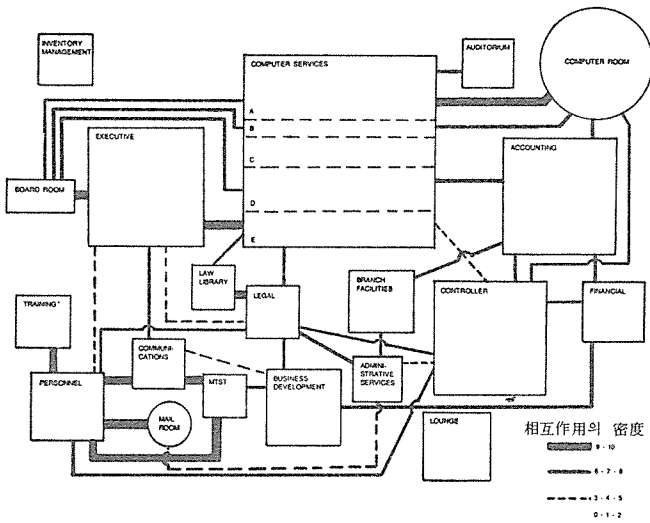 INVENTORY
MANAGEMENT
COMPUTER SERVICES
A
B
C
D
E
AUDITORIUM
COMPUTER ROOM
EXECUTIVE
ACCOUNTING
BOARD ROOM
LAW
LIBRARY
LEGAL
BRANCH
FACILITIES
CONTROLLER
FINANCIAL
TRAINING
COMMUNI-
CATIONS
PERSONNEL
MTST
BUSINESS
DEVELOPMENT
ADMINI-
STRATIVE
SERVICES
MAIL
ROOM
LOUNGE
相互作用의 密度
9 - 10
6 - 7 - 8
3 - 4 - 5
0 - 1 - 2